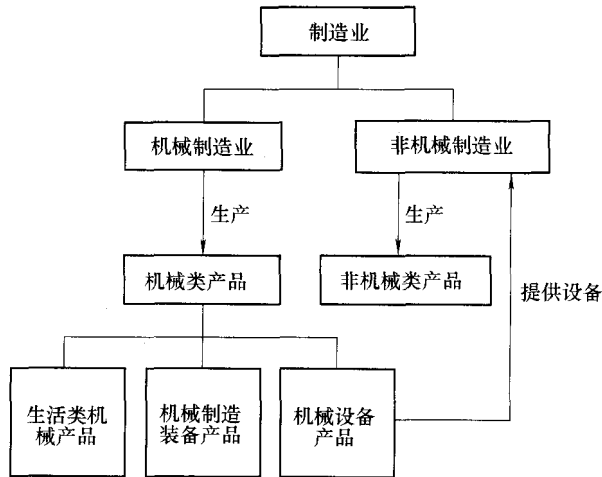 制造业
机械制造业
非机械制造业
生产
生产
机械类产品
非机械类产品
提供设备
生活类机
械产品
机械制造
装备产品
机械设备
产品